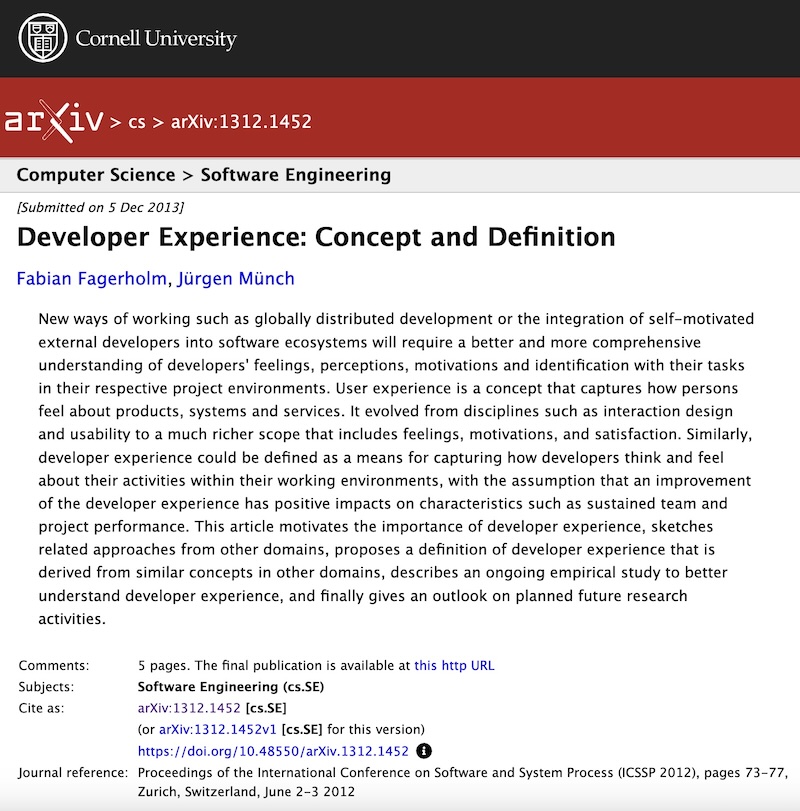 Cornell University
arXiv > cs > arXiv:1312.1452
Computer Science > Software Engineering
[Submitted on 5 Dec 2013]
Developer Experience: Concept and Definition
Fabian Fagerholm, Jürgen Münch
New ways of working such as globally distributed development or the integration of self-motivated
external developers into software ecosystems will require a better and more comprehensive
understanding of developers' feelings, perceptions, motivations and identification with their tasks
in their respective project environments. User experience is a concept that captures how persons
feel about products, systems and services. It evolved from disciplines such as interaction design
and usability to a much richer scope that includes feelings, motivations, and satisfaction. Similarly,
developer experience could be defined as a means for capturing how developers think and feel
about their activities within their working environments, with the assumption that an improvement
of the developer experience has positive impacts on characteristics such as sustained team and
project performance. This article motivates the importance of developer experience, sketches
related approaches from other domains, proposes a definition of developer experience that is
derived from similar concepts in other domains, describes an ongoing empirical study to better
understand developer experience, and finally gives an outlook on planned future research
activities.
Comments: 5 pages. The final publication is available at this http URL
Subjects: Software Engineering (cs.SE)
Cite as: arXiv:1312.1452 [cs.SE]
(or arXiv:1312.1452v1 [cs.SE] for this version)
https://doi.org/10.48550/arXiv.1312.1452
Journal reference: Proceedings of the International Conference on Software and System Process (ICSSP 2012), pages 73-77,
Zurich, Switzerland, June 2-3 2012